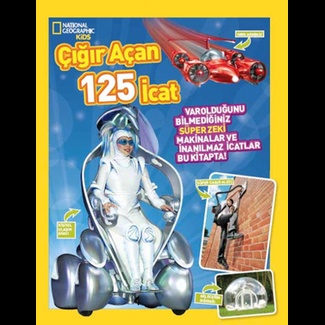 NATIONAL
GEOGRAPHIC
KiDS
Çığır Açan
125 icat
VAROLDUĞUNU
BİLMEDİĞİNİZ
SÜPER ZEKİ
MAKİNALAR VE
İNANILMAZ İCATLAR
BU KİTAPTA!